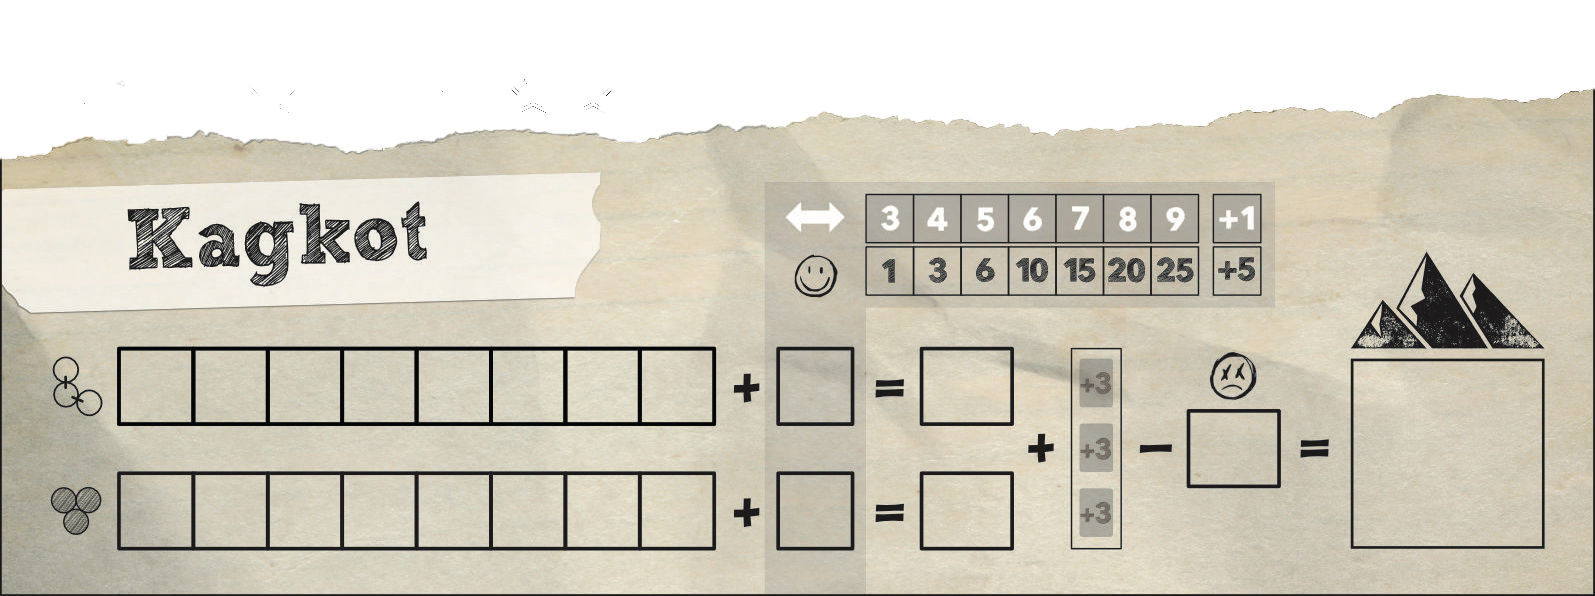 Kagkot
3 4 5 6 7 8 9 +1
1 3 6 10 15 20 25 +5
+ =
+3
+3
+3
+ − =
+ =